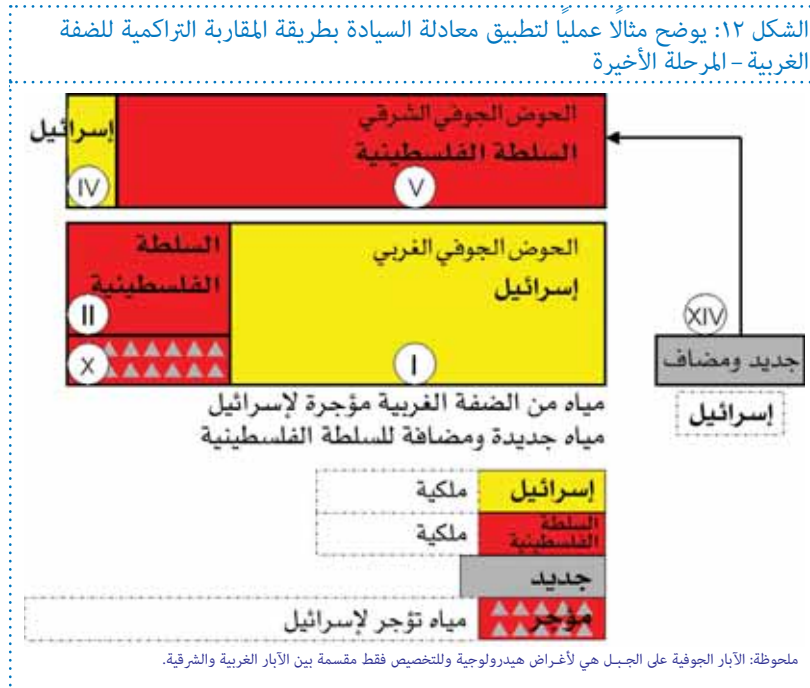 الشكل ١٢: يوضح مثالًا عمليًا لتطبيق معادلة السيادة بطريقة المقاربة التراكمية للضفة
الغربية – المرحلة الأخيرة
الحوض الجوفي الشرقي
السلطة الفلسطينية
V
إسرائيل
IV
الحوض الجوفي الغربي
إسرائيل
I
السلطة
الفلسطينية
II
X
XIV
جديد ومضاف
إسرائيل
مياه من الضفة الغربية مؤجرة لإسرائيل
مياه جديدة ومضافة للسلطة الفلسطينية
إسرائيل ملكية
السلطة
الفلسطينية
ملكية
جديد
مؤجر مياه تؤجر لإسرائيل
ملحوظة: الآبار الجوفية على الجبل هي لأغراض هيدرولوجية وللتخصيص فقط مقسمة بين الآبار الغربية والشرقية.